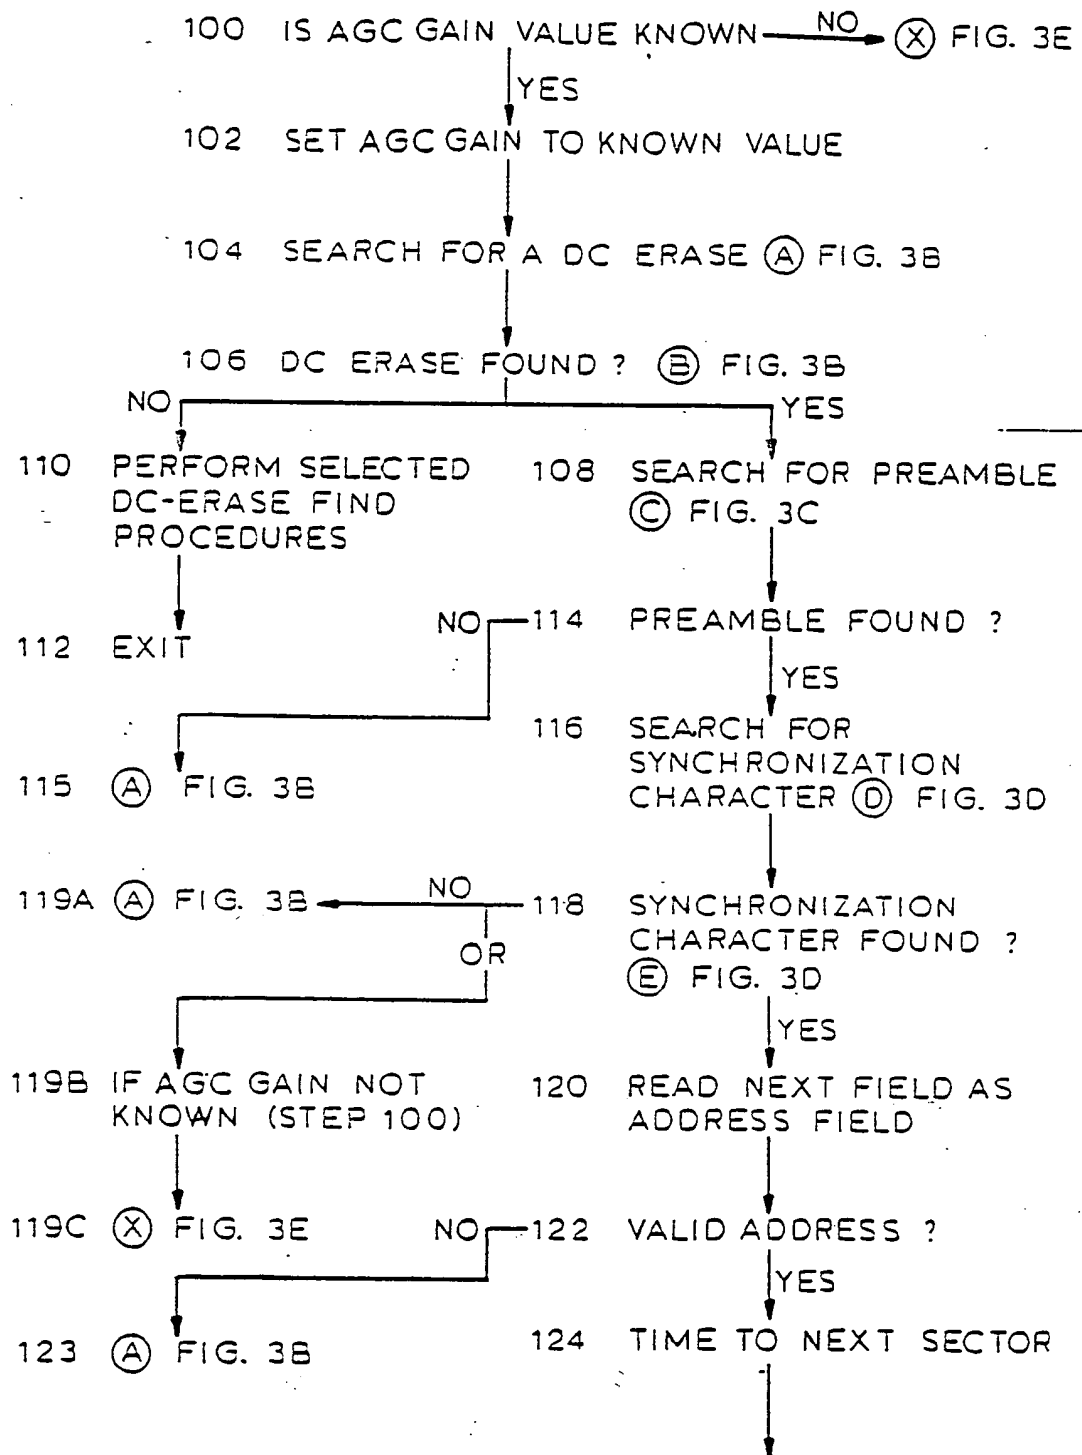 100 IS AGC GAIN VALUE KNOWN NO Ⓧ FIG. 3E
YES
102 SET AGC GAIN TO KNOWN VALUE
104 SEARCH FOR A DC ERASE Ⓐ FIG. 3B
106 DC ERASE FOUND ? Ⓑ FIG. 3B
NO YES
110 PERFORM SELECTED
DC-ERASE FIND
PROCEDURES
108 SEARCH FOR PREAMBLE
Ⓒ FIG. 3C
112 EXIT
NO 114 PREAMBLE FOUND ?
YES
115 Ⓐ FIG. 3B
116 SEARCH FOR
SYNCHRONIZATION
CHARACTER Ⓓ FIG. 3D
119A Ⓐ FIG. 3B NO 118 SYNCHRONIZATION
CHARACTER FOUND ?
Ⓔ FIG. 3D
OR
YES
119B IF AGC GAIN NOT
KNOWN (STEP 100)
120 READ NEXT FIELD AS
ADDRESS FIELD
119C Ⓧ FIG. 3E
NO 122 VALID ADDRESS ?
YES
123 Ⓐ FIG. 3B
124 TIME TO NEXT SECTOR